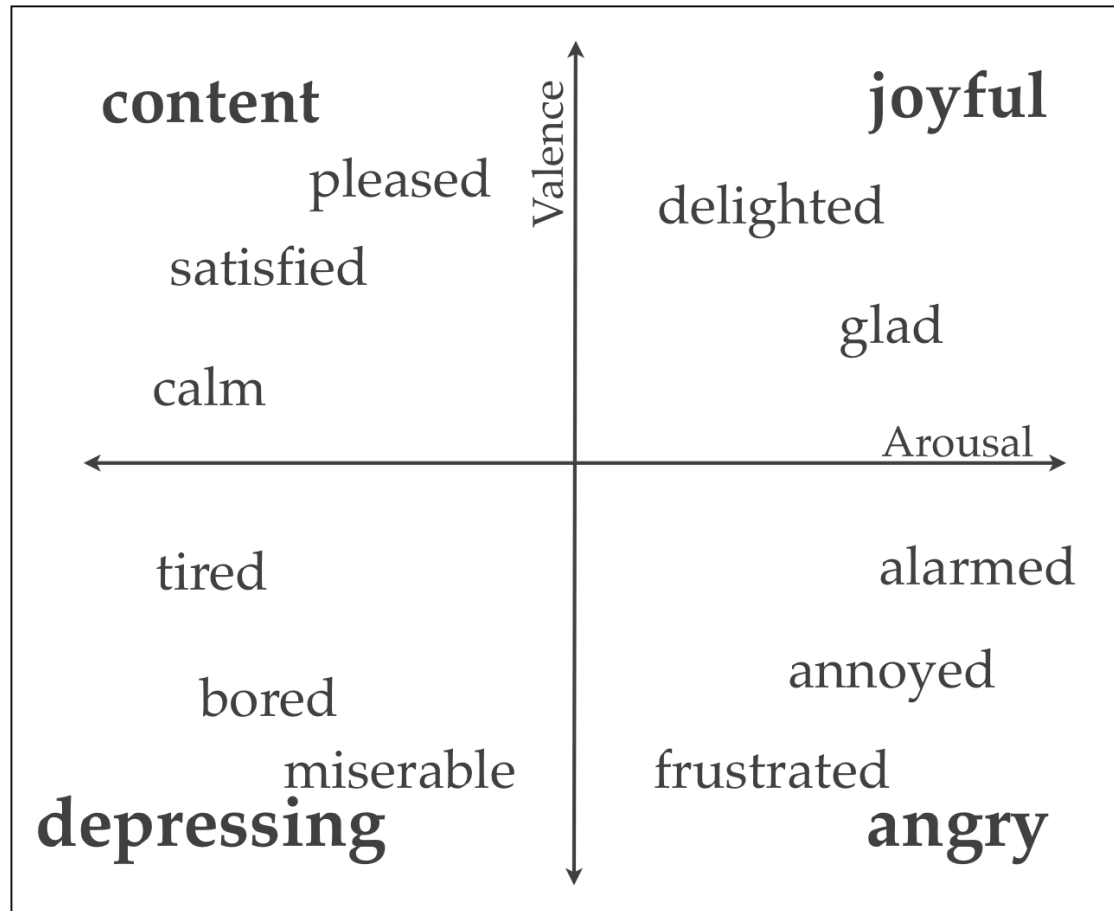 content
joyful
Valence
pleased
delighted
satisfied
glad
calm
Arousal
tired
alarmed
annoyed
bored
miserable
frustrated
depressing
angry